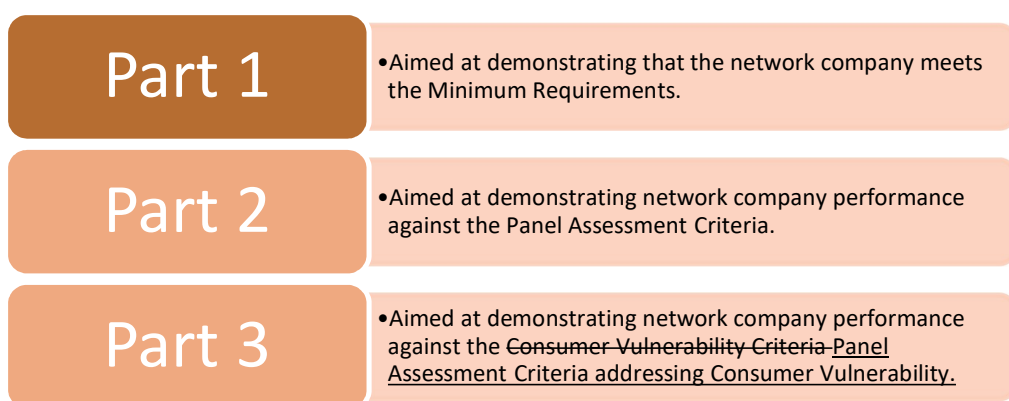 Part 1
•Aimed at demonstrating that the network company meets
the Minimum Requirements.
Part 2
•Aimed at demonstrating network company performance
against the Panel Assessment Criteria.
Part 3
•Aimed at demonstrating network company performance
against the Consumer Vulnerability Criteria Panel
Assessment Criteria addressing Consumer Vulnerability.